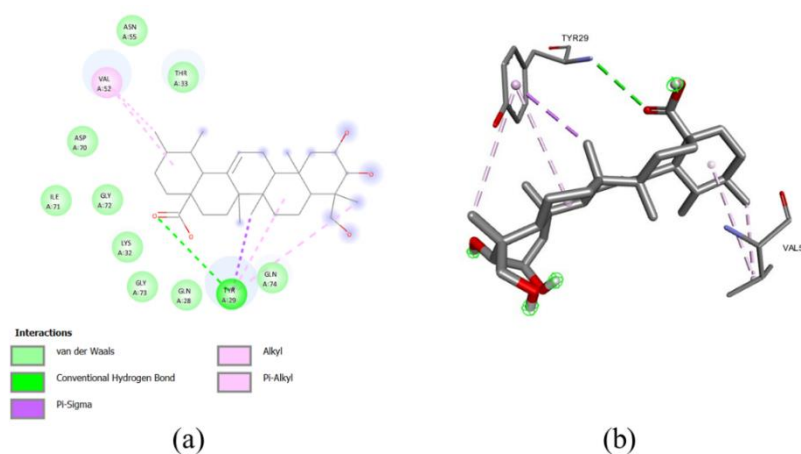 ASN
A:55
VAL
A:52
THR
A:33
ASP
A:70
ILE
A:71
GLY
A:72
LYS
A:32
GLY
A:73
GLN
A:28
TYR
A:29
GLN
A:74
Interactions
van der Waals
Conventional Hydrogen Bond
Pi-Sigma
Alkyl
Pi-Alkyl
(a)
TYR29
VAL5
(b)